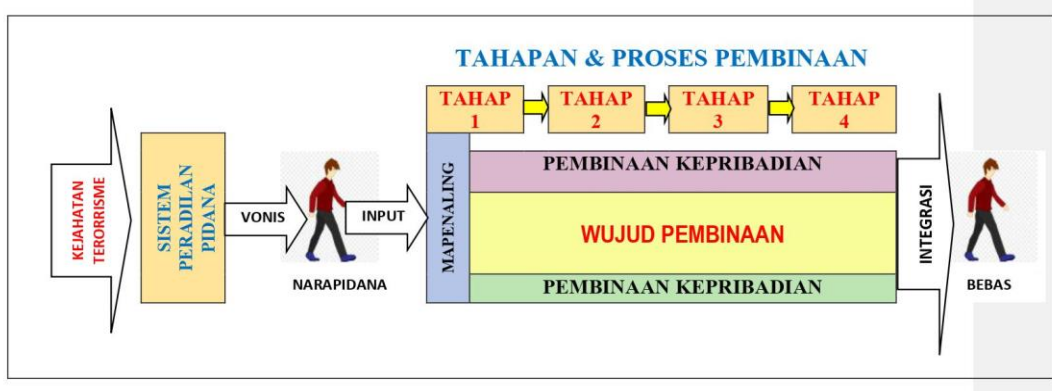 TAHAPAN & PROSES PEMBINAAN
TAHAP
1
TAHAP
2
TAHAP
3
TAHAP
4
KEJAHATAN
TERORRISME
SISTEM
PERADILAN
PIDANA
VONIS
NARAPIDANA
INPUT
MAPENALING
PEMBINAAN KEPRIBADIAN
WUJUD PEMBINAAN
PEMBINAAN KEPRIBADIAN
INTEGRASI
BEBAS